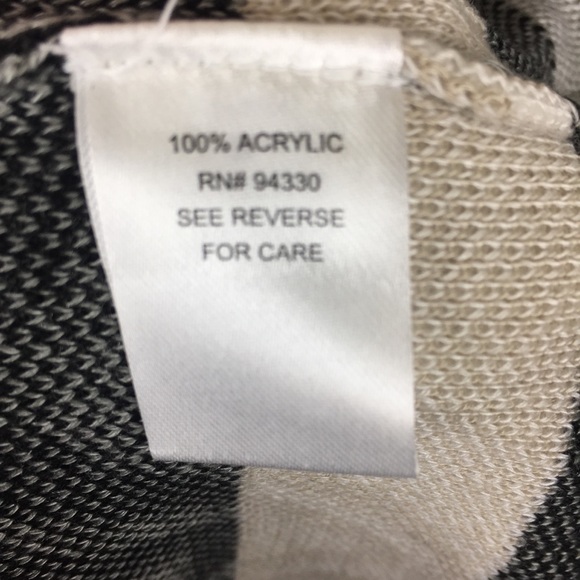 100% ACRYLIC
RN# 94330
SEE REVERSE
FOR CARE